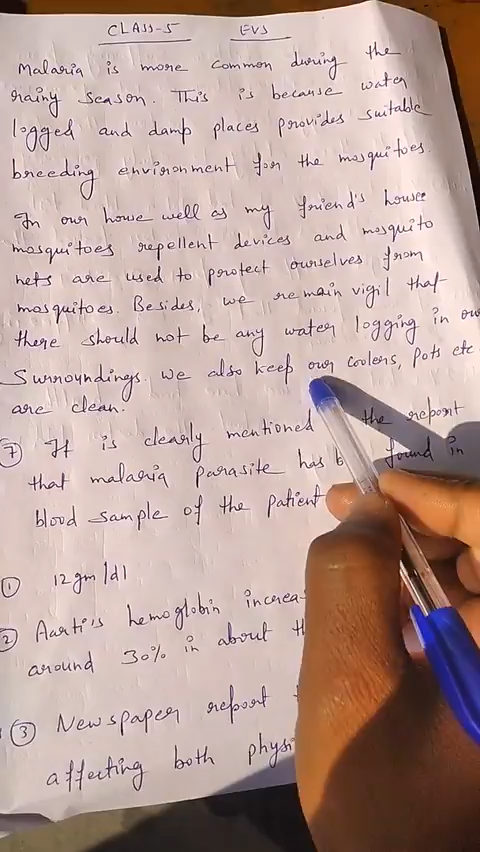 CLASS-5 EVS
Malaria is more common during the
rainy season. This is because water
logged and damp places provides suitable
breeding environment for the mosquitoes.
In our house well as my friend's house
mosquitoes repellent devices and mosquito
nets are used to protect ourselves from
mosquitoes. Besides, we remain vigil that
there should not be any water logging in our
Surroundings. we also keep our coolers, Pots etc
are clean.
7 It is clearly mentioned the report
that malaria parasite has found in
blood sample of the patient
1 12gm/dl
2 Aarti's hemoglobin increa
around 30% in about th
3 Newspaper report
affecting both physi